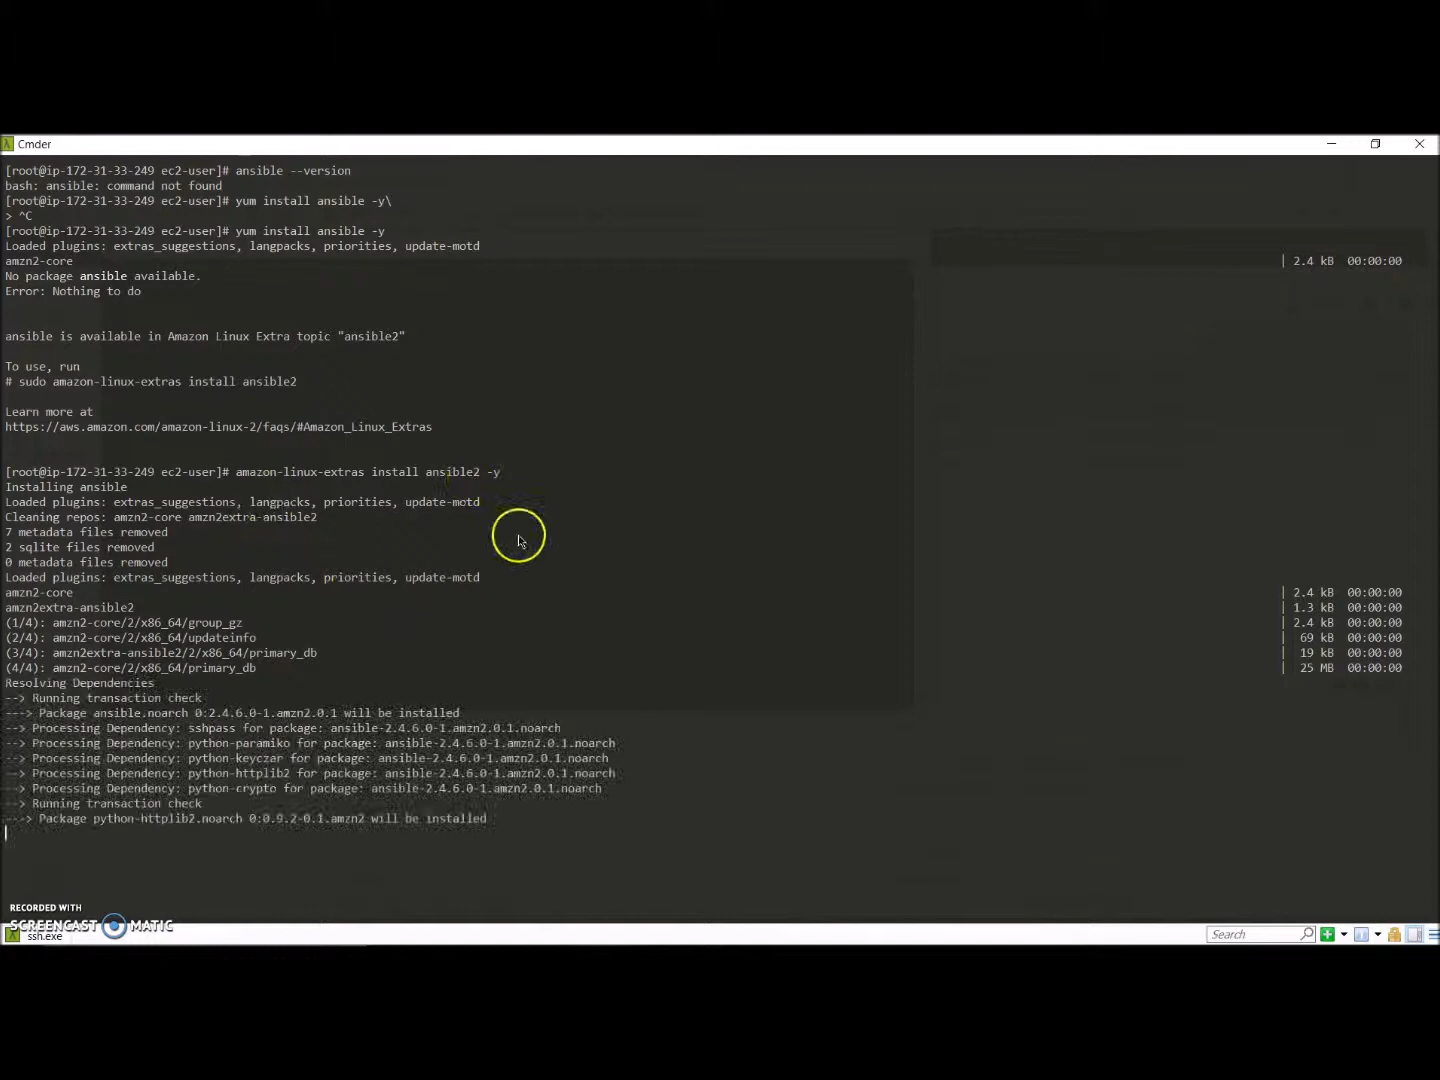 Cmder
[root@ip-172-31-33-249 ec2-user]# ansible --version
bash: ansible: command not found
[root@ip-172-31-33-249 ec2-user]# yum install ansible -y\
> ^C
[root@ip-172-31-33-249 ec2-user]# yum install ansible -y
Loaded plugins: extras_suggestions, langpacks, priorities, update-motd
amzn2-core | 2.4 kB 00:00:00
No package ansible available.
Error: Nothing to do
ansible is available in Amazon Linux Extra topic "ansible2"
To use, run
# sudo amazon-linux-extras install ansible2
Learn more at
https://aws.amazon.com/amazon-linux-2/faqs/#Amazon_Linux_Extras
[root@ip-172-31-33-249 ec2-user]# amazon-linux-extras install ansible2 -y
Installing ansible
Loaded plugins: extras_suggestions, langpacks, priorities, update-motd
Cleaning repos: amzn2-core amzn2extra-ansible2
7 metadata files removed
2 sqlite files removed
0 metadata files removed
Loaded plugins: extras_suggestions, langpacks, priorities, update-motd
amzn2-core | 2.4 kB 00:00:00
amzn2extra-ansible2 | 1.3 kB 00:00:00
(1/4): amzn2-core/2/x86_64/group_gz | 2.4 kB 00:00:00
(2/4): amzn2-core/2/x86_64/updateinfo | 69 kB 00:00:00
(3/4): amzn2extra-ansible2/2/x86_64/primary_db | 19 kB 00:00:00
(4/4): amzn2-core/2/x86_64/primary_db | 25 MB 00:00:00
Resolving Dependencies
--> Running transaction check
---> Package ansible.noarch 0:2.4.6.0-1.amzn2.0.1 will be installed
--> Processing Dependency: sshpass for package: ansible-2.4.6.0-1.amzn2.0.1.noarch
--> Processing Dependency: python-paramiko for package: ansible-2.4.6.0-1.amzn2.0.1.noarch
--> Processing Dependency: python-keyczar for package: ansible-2.4.6.0-1.amzn2.0.1.noarch
--> Processing Dependency: python-httplib2 for package: ansible-2.4.6.0-1.amzn2.0.1.noarch
--> Processing Dependency: python-crypto for package: ansible-2.4.6.0-1.amzn2.0.1.noarch
--> Running transaction check
---> Package python-httplib2.noarch 0:0.9.2-0.1.amzn2 will be installed
RECORDED WITH
SCREENCAST MATIC
ssh.exe
Search